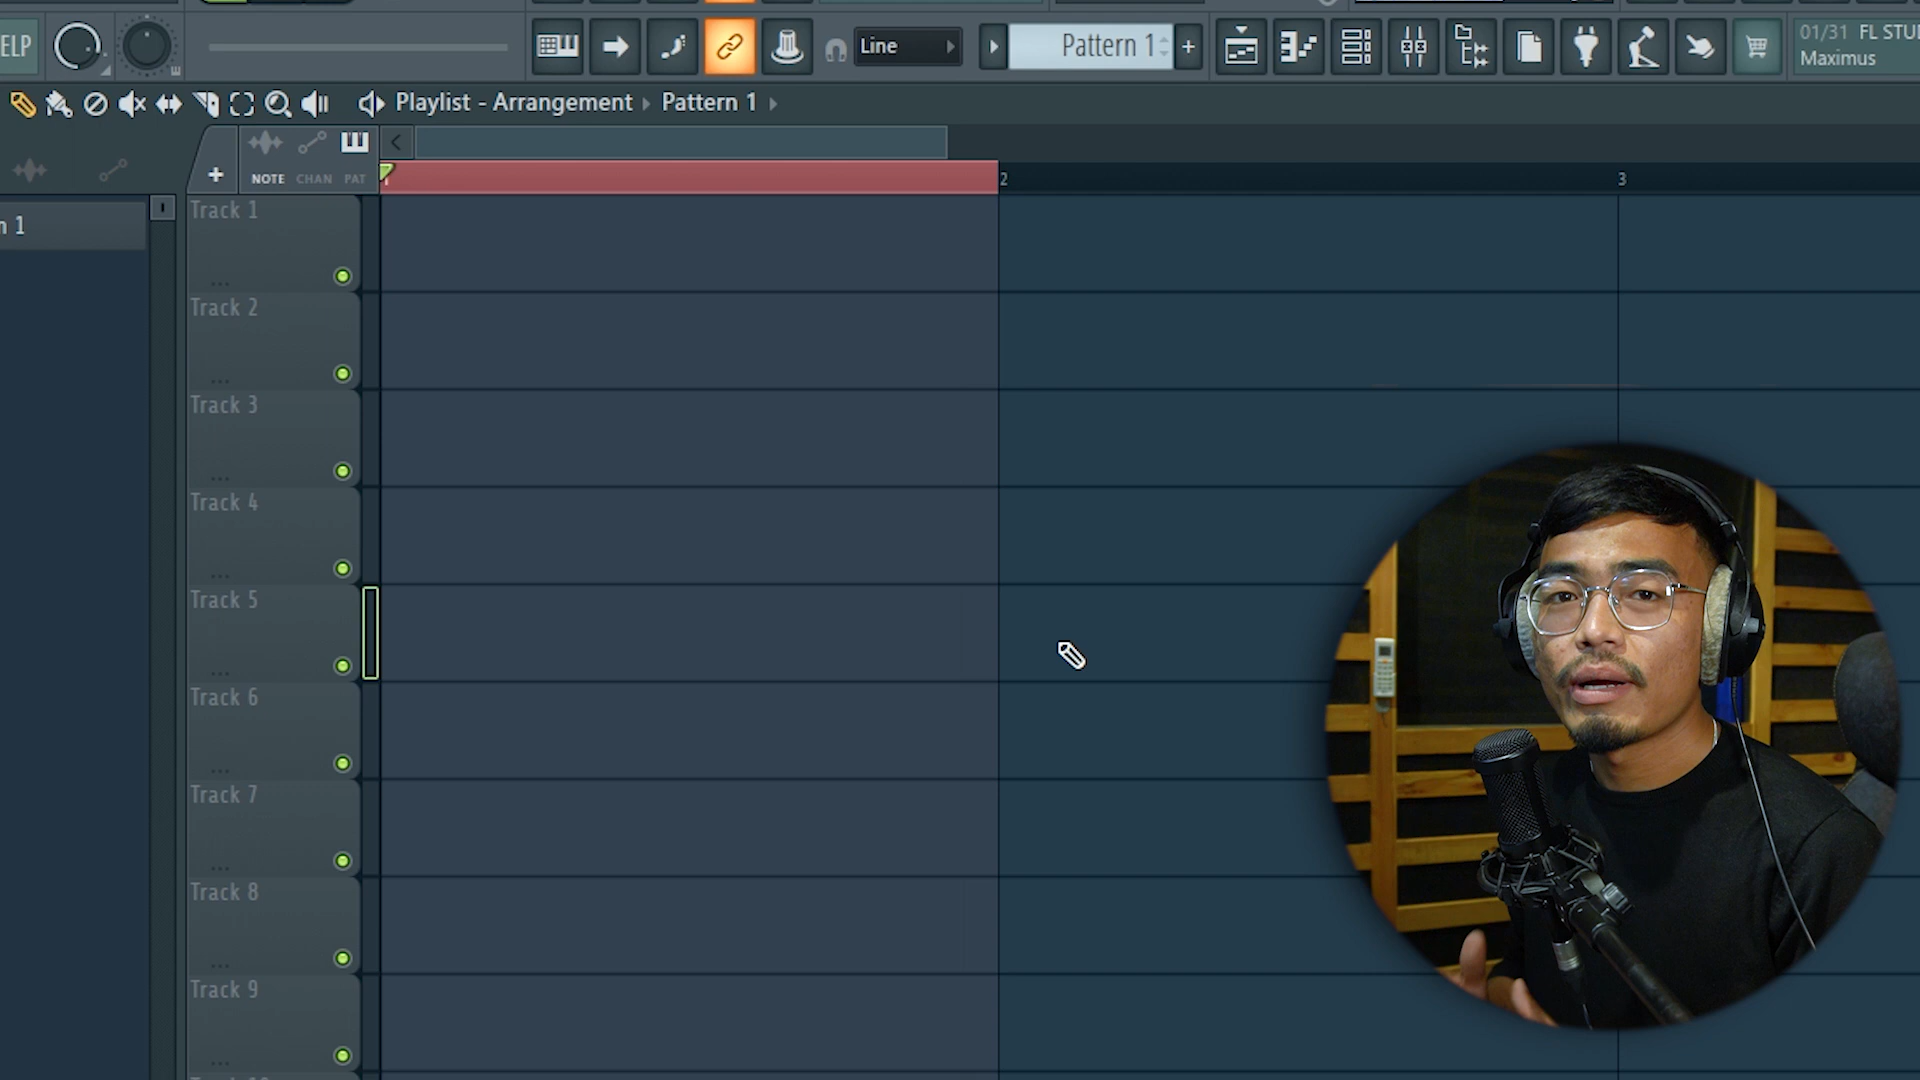 ELP
Line
Pattern 1
+
01/31 FL STU
Maximus
Playlist - Arrangement
Pattern 1
+
NOTE CHAN PAT
2
3
n 1
Track 1
Track 2
Track 3
Track 4
Track 5
Track 6
Track 7
Track 8
Track 9